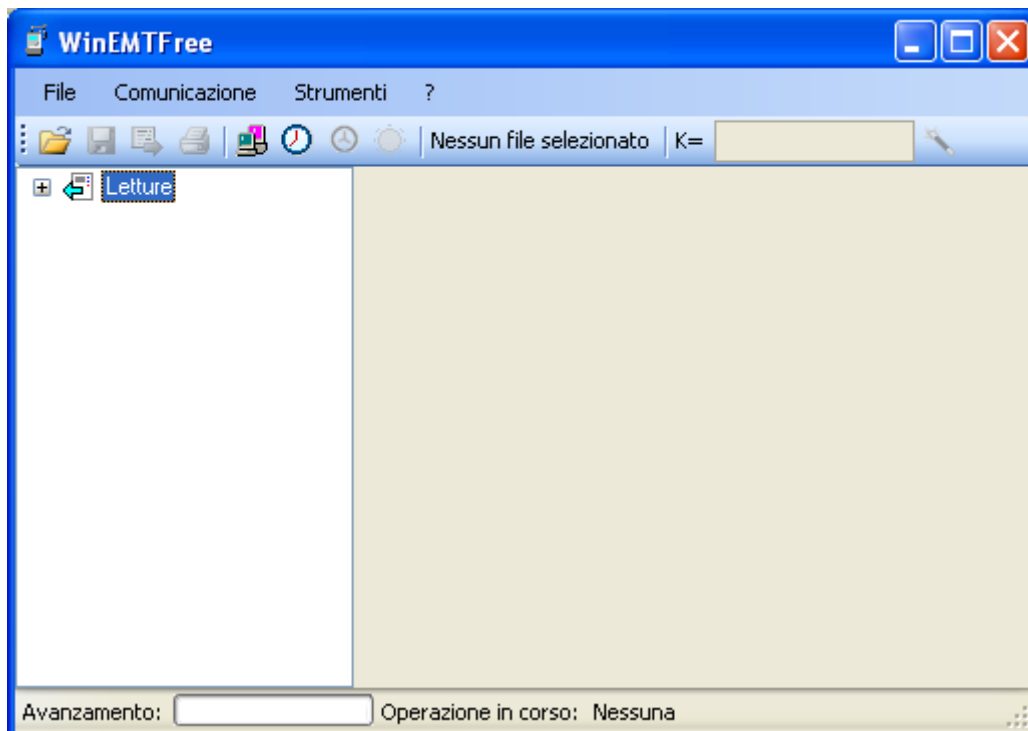 WinEMTFree
File Comunicazione Strumenti ?
Nessun file selezionato K=
Letture
Avanzamento: Operazione in corso: Nessuna